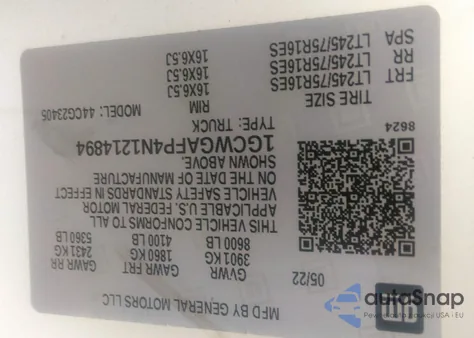 MFD BY GENERAL MOTORS LLC
05/22
GVWR GAWR FRT GAWR RR
3901 KG 1860 KG 2431 KG
8600 LB 4100 LB 5360 LB
THIS VEHICLE CONFORMS TO ALL
APPLICABLE U.S. FEDERAL MOTOR
VEHICLE SAFETY STANDARDS IN EFFECT
ON THE DATE OF MANUFACTURE
SHOWN ABOVE.
1GCWGAFP4N1214894
TYPE: TRUCK
MODEL: 44CG23405
8624
TIRE SIZE RIM
FRT LT245/75R16ES 16X6.5J
RR LT245/75R16ES 16X6.5J
SPA LT245/75R16ES 16X6.5J
autoSnap